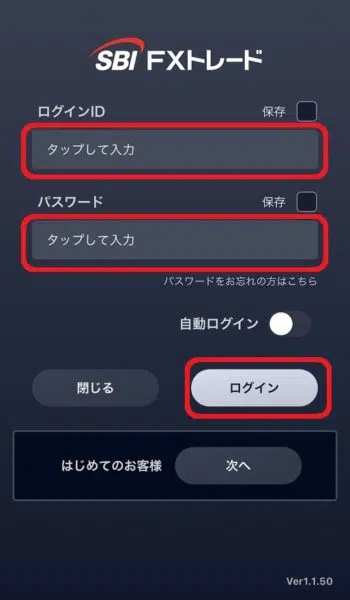 SBI FXトレード
ログインID
保存
タップして入力
パスワード
保存
タップして入力
パスワードをお忘れの方はこちら
自動ログイン
閉じる
ログイン
はじめてのお客様
次へ
Ver1.1.50